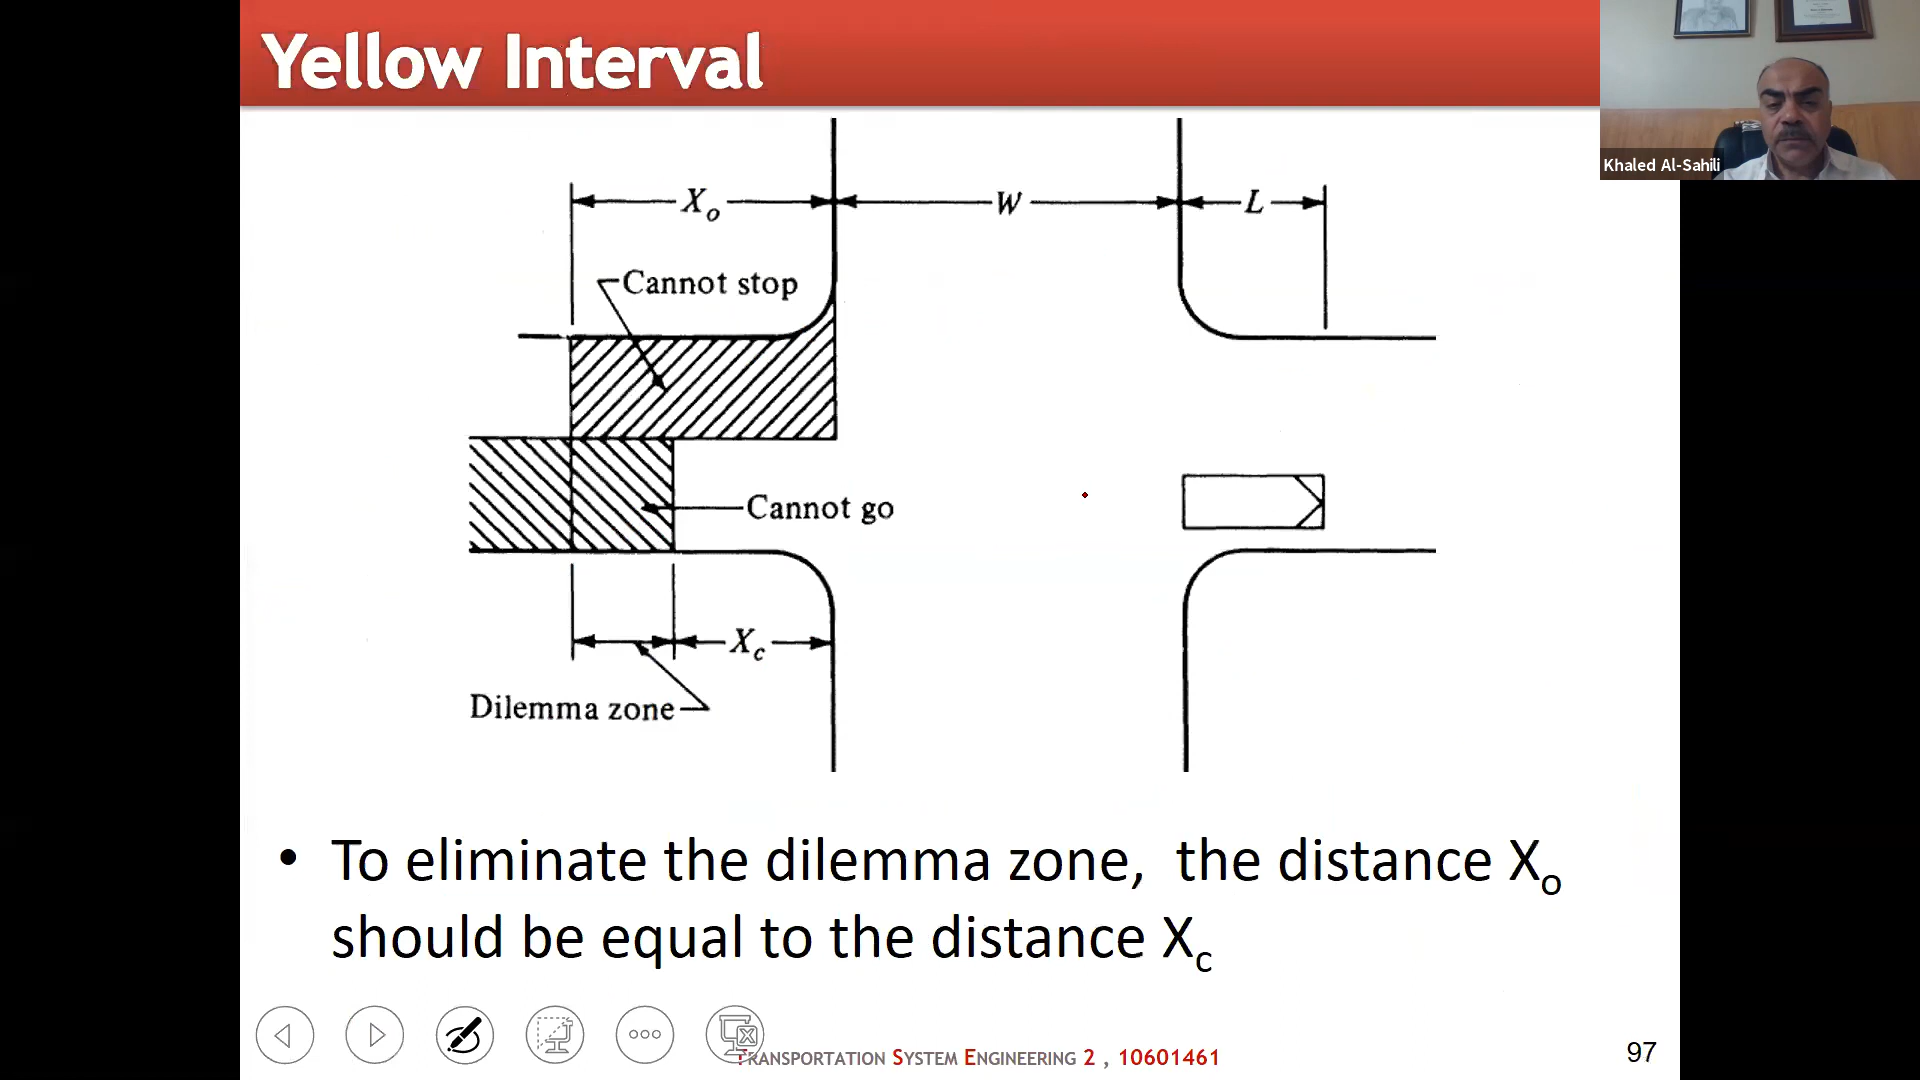 Yellow Interval
Khaled Al-Sahili
Xo
W
L
Cannot stop
Cannot go
Xc
Dilemma zone
• To eliminate the dilemma zone, the distance Xo
should be equal to the distance Xc
TRANSPORTATION SYSTEM ENGINEERING 2 , 10601461
97